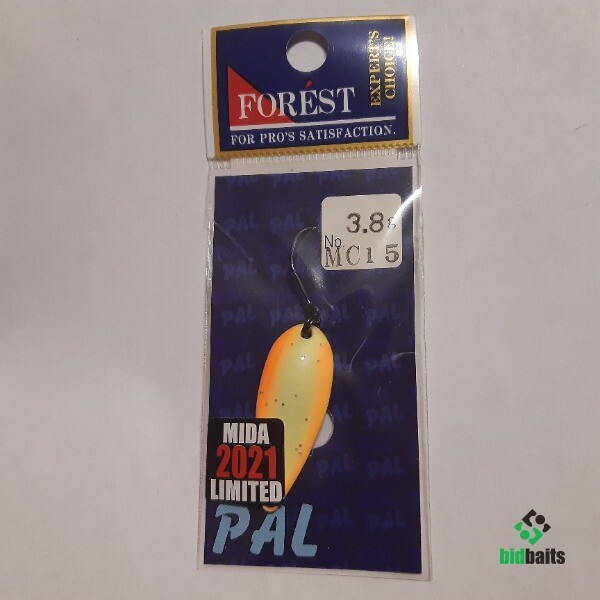 FORÉST
FOR PRO'S SATISFACTION.
EXPERT'S
CHOICE!
3.8g
No.
MC15
MIDA
2021
LIMITED
PAL
bidbaits